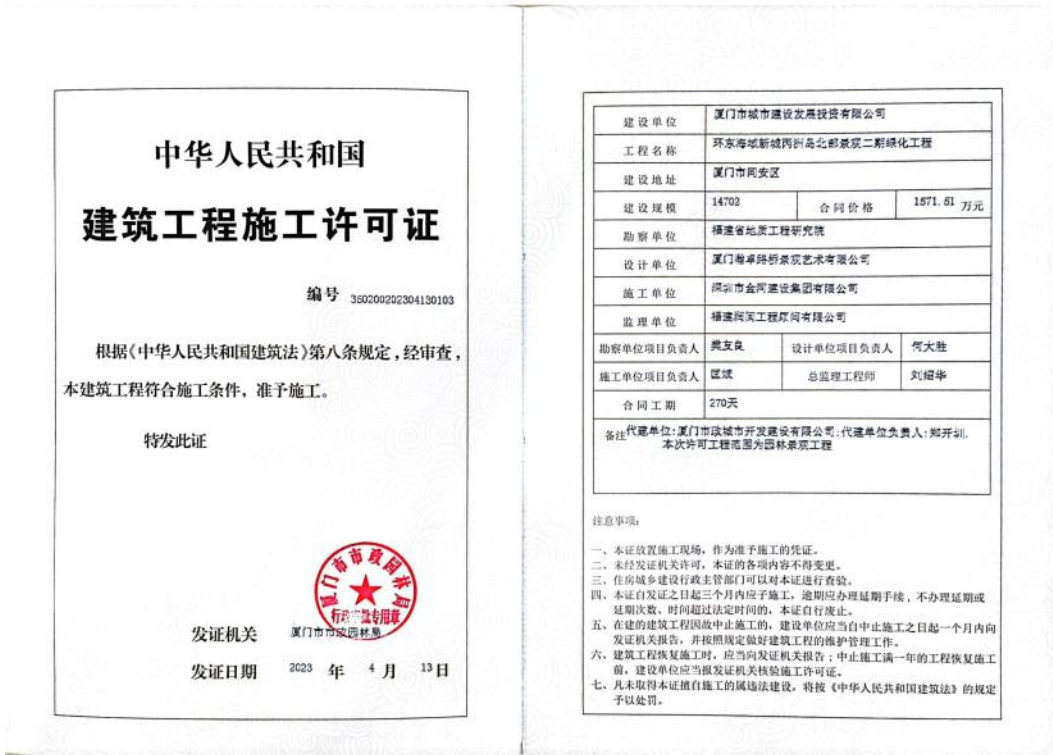 中华人民共和国
建筑工程施工许可证
编号 350200202304130103
根据《中华人民共和国建筑法》第八条规定，经审查，
本建筑工程符合施工条件，准予施工。
特发此证
厦门市市政园林局
行政审批专用章
发证机关 厦门市市政园林局
发证日期 2023 年 4 月 13日
建设单位 厦门市城市建设发展投资有限公司
工程名称 环东海域新城丙洲岛北部景观二期绿化工程
建设地址 厦门市同安区
建设规模 14702 合同价格 1571.51 万元
勘察单位 福建省地质工程研究院
设计单位 厦门瀚卓路桥景观艺术有限公司
施工单位 深圳市金河建设集团有限公司
监理单位 福建润闽工程顾问有限公司
勘察单位项目负责人 樊友良 设计单位项目负责人 何大胜
施工单位项目负责人 匡斌 总监理工程师 刘绍华
合同工期 270天
备注 代建单位:厦门市政城市开发建设有限公司;代建单位负责人:郑开训.
本次许可工程范围为园林景观工程
注意事项:
一、本证放置施工现场，作为准予施工的凭证。
二、未经发证机关许可，本证的各项内容不得变更。
三、住房城乡建设行政主管部门可以对本证进行查验。
四、本证自发证之日起三个月内应予施工，逾期应办理延期手续，不办理延期或
延期次数、时间超过法定时间的，本证自行废止。
五、在建的建筑工程因故中止施工的，建设单位应当自中止施工之日起一个月内向
发证机关报告，并按照规定做好建筑工程的维护管理工作。
六、建筑工程恢复施工时，应当向发证机关报告；中止施工满一年的工程恢复施工
前，建设单位应当报发证机关核验施工许可证。
七、凡未取得本证擅自施工的属违法建设，将按《中华人民共和国建筑法》的规定
予以处罚。